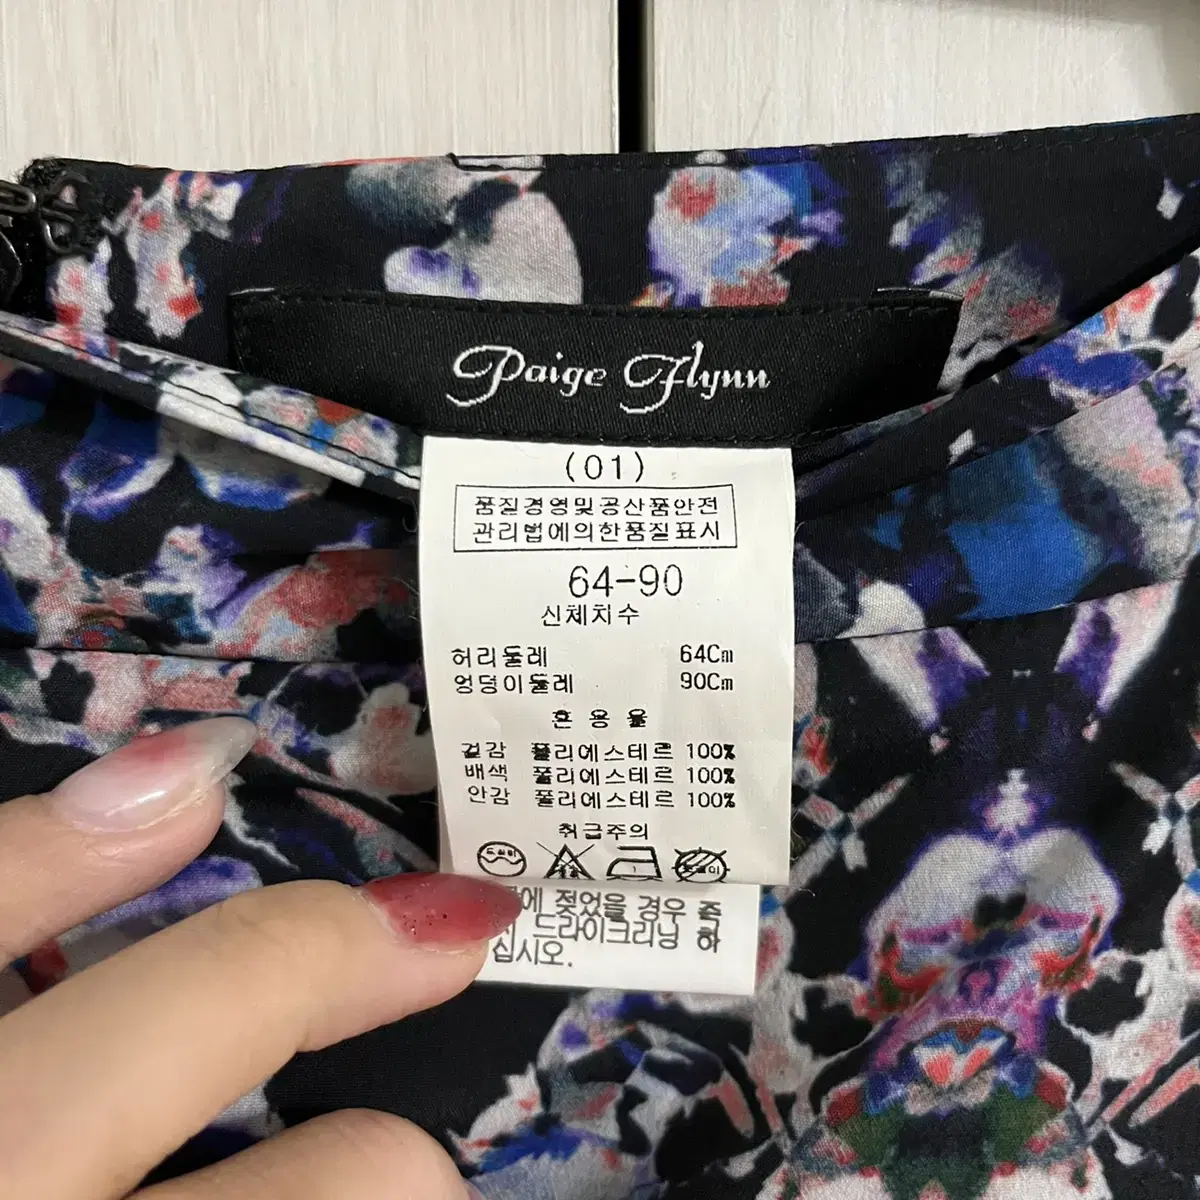 Paige Flynn
(01)
품질경영및공산품안전
관리법에의한품질표시
64-90
신체치수
허리둘레 64Cm
엉덩이둘레 90Cm
혼 용 율
겉감 폴리에스테르 100%
배색 폴리에스테르 100%
안감 폴리에스테르 100%
취급주의
드라이
1
에 젖었을 경우 즉
드라이크리닝 하
십시오.